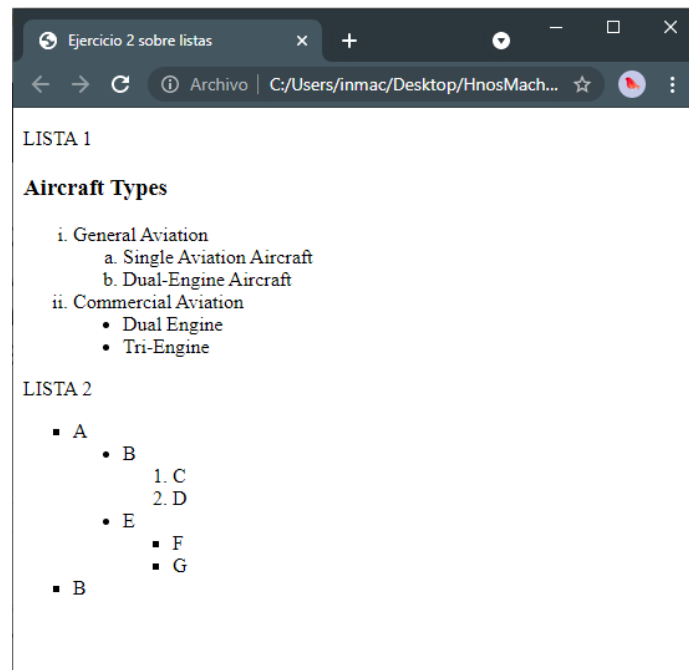 Ejercicio 2 sobre listas
Archivo | C:/Users/inmac/Desktop/HnosMach...
LISTA 1
Aircraft Types
i. General Aviation
a. Single Aviation Aircraft
b. Dual-Engine Aircraft
ii. Commercial Aviation
• Dual Engine
• Tri-Engine
LISTA 2
▪ A
• B
1. C
2. D
• E
▪ F
▪ G
▪ B